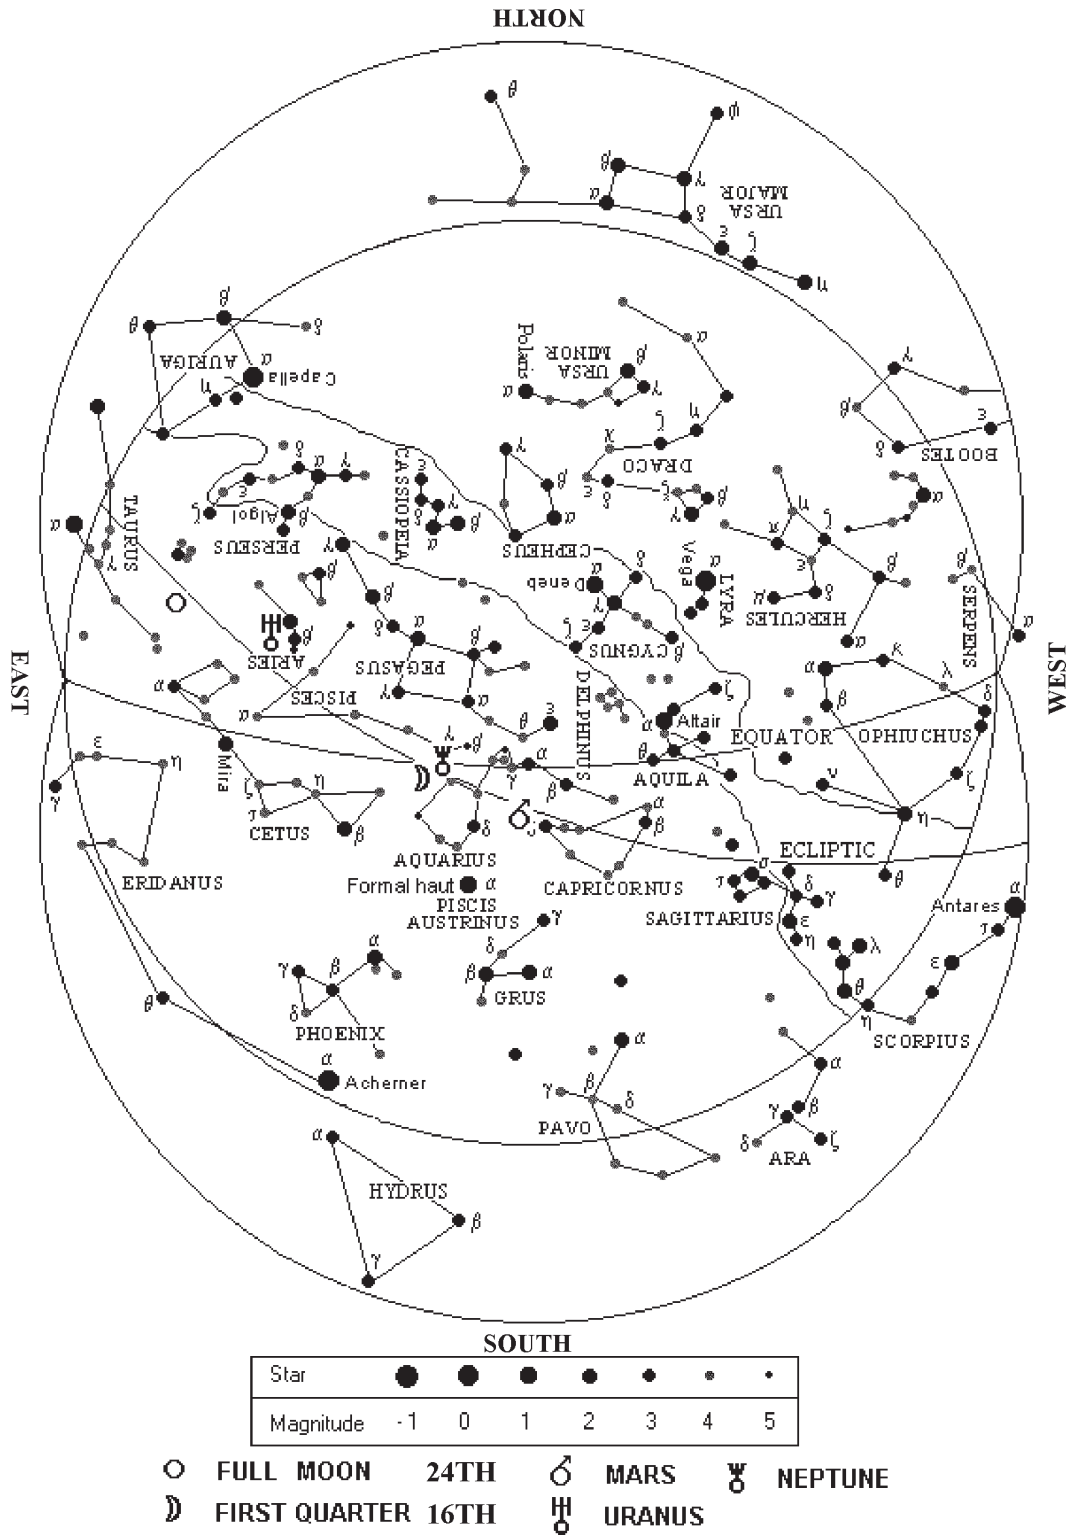 NORTH
θ
φ
β
γ
α
URSA
MAJOR
δ
ε
ζ
η
β
θ
δ
α
AURIGA
Capella
η
α
Polaris
α
URSA
MINOR
β
γ
γ
β
ε
δ
BOOTES
ζ
η
χ
DRACO
δ
ε
γ
β
α
CASSIOPEIA
ε
γ
δ
β
α
γ
β
α
CEPHEUS
δ
α
γ
ε
ζ
Algol
β
PERSEUS
TAURUS
α
γ
γ
β
δ
α
PEGASUS
γ
α
ε
θ
α
Deneb
δ
γ
ε
ζ
CYGNUS
β
Vega
α
LYRA
η
π
ζ
ε
β
δ
μ
HERCULES
α
β
SERPENS
α
EAST
WEST
β
ARIES
β
PISCES
α
α
Mira
ζ
η
τ
CETUS
β
ε
η
γ
ERIDANUS
DELPHINUS
ζ
α
Attair
θ
AQUILA
EQUATOR
α
κ
β
λ
δ
OPHIUCHUS
ν
ζ
η
θ
γ
β
α
γ
β
δ
AQUARIUS
α
β
CAPRICORNUS
ECLIPTIC
Formal haut
α
PISCIS
AUSTRINUS
σ
τ
δ
γ
SAGITTARIUS
ε
η
Antares
α
τ
ε
λ
θ
η
SCORPIUS
γ
δ
β
α
GRUS
α
γ
β
δ
PHOENIX
θ
α
Acherner
α
β
γ
δ
PAVO
α
γ
β
δ
ζ
ARA
α
HYDRUS
β
γ
SOUTH
Star
Magnitude -1 0 1 2 3 4 5
FULL MOON 24TH MARS NEPTUNE
FIRST QUARTER 16TH URANUS